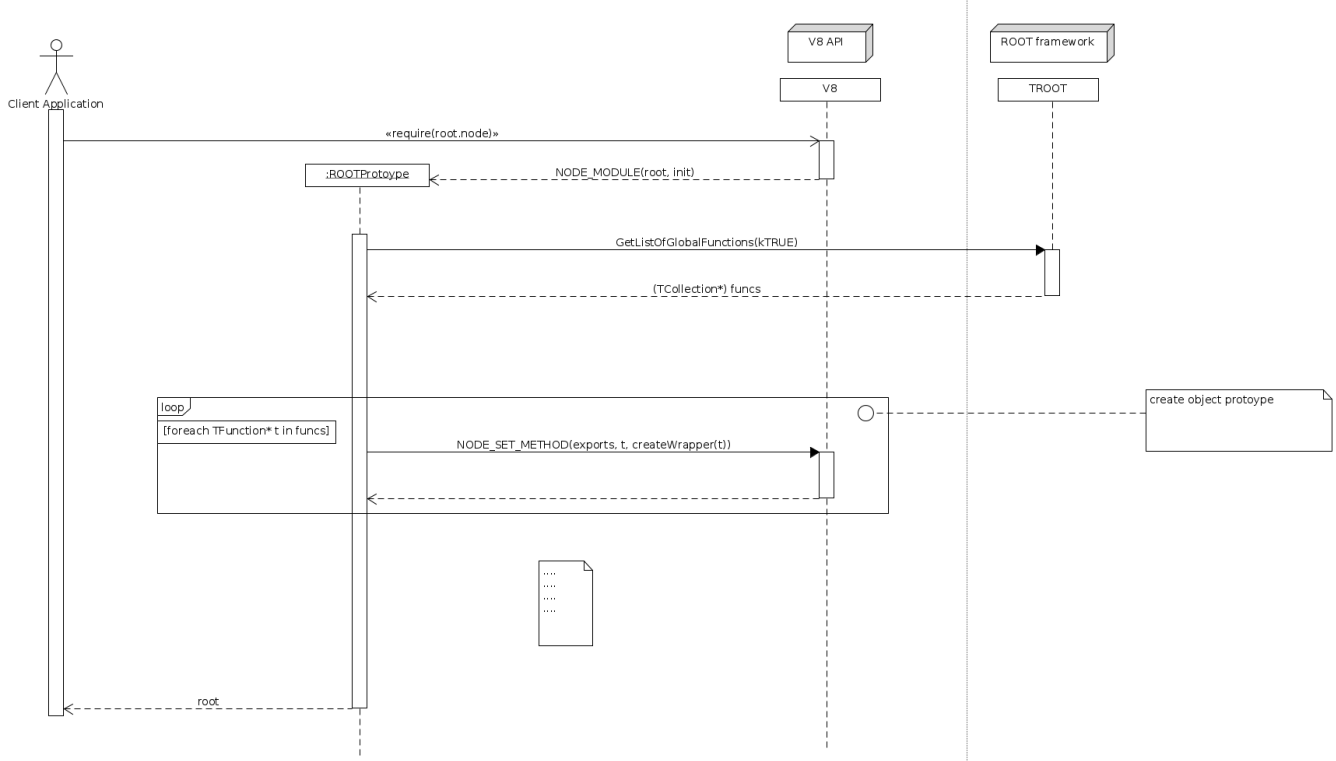 V8 API
ROOT framework
V8
TROOT
Client Application
«require(root.node)»
:ROOTProtoype
NODE_MODULE(root, init)
GetListOfGlobalFunctions(kTRUE)
(TCollection*) funcs
loop
create object protoype
[foreach TFunction* t in funcs]
NODE_SET_METHOD(exports, t, createWrapper(t))
....
....
....
....
root